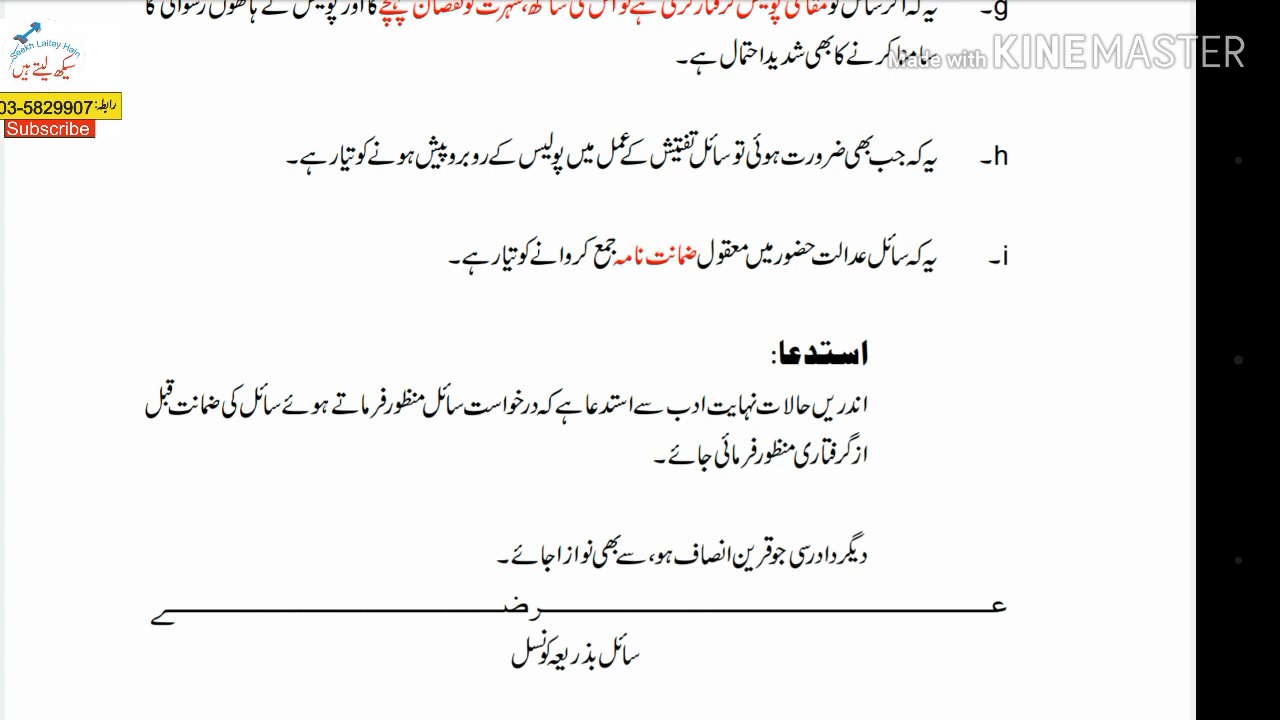 g۔ یہ کہ اگر سائل کو مقامی پولیس گرفتار کرتی ہے تو اس کی ساکھ، شہرت کو نقصان پہنچے گا اور پولیس کے ہاتھوں رسوائی کا
سامنا کرنے کا بھی شدید احتمال ہے۔
Made with KINEMASTER
Seekh Laitay Hain
سیکھ لیتے ہیں
رابطہ: 03-5829907
Subscribe
h۔ یہ کہ جب بھی ضرورت ہوئی تو سائل تفتیش کے عمل میں پولیس کے روبرو پیش ہونے کو تیار ہے۔
i۔ یہ کہ سائل عدالت حضور میں معقول ضمانت نامہ جمع کروانے کو تیار ہے۔
استدعا:
اندریں حالات نہایت ادب سے استدعا ہے کہ درخواست سائل منظور فرماتے ہوئے سائل کی ضمانت قبل
از گرفتاری منظور فرمائی جائے۔
دیگر دادرسی جو قرین انصاف ہو، سے بھی نوازا جائے۔
عـــــــــــرضـــــــــــے
سائل بذریعہ کونسل